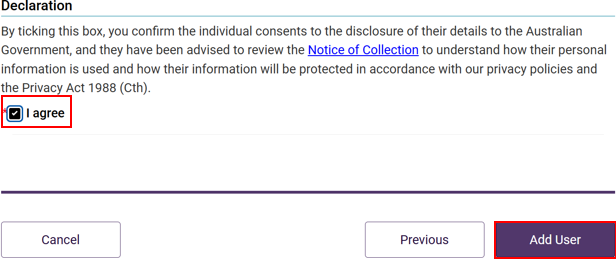 Declaration
By ticking this box, you confirm the individual consents to the disclosure of their details to the Australian
Government, and they have been advised to review the Notice of Collection to understand how their personal
information is used and how their information will be protected in accordance with our privacy policies and
the Privacy Act 1988 (Cth).
* I agree
Cancel Previous Add User